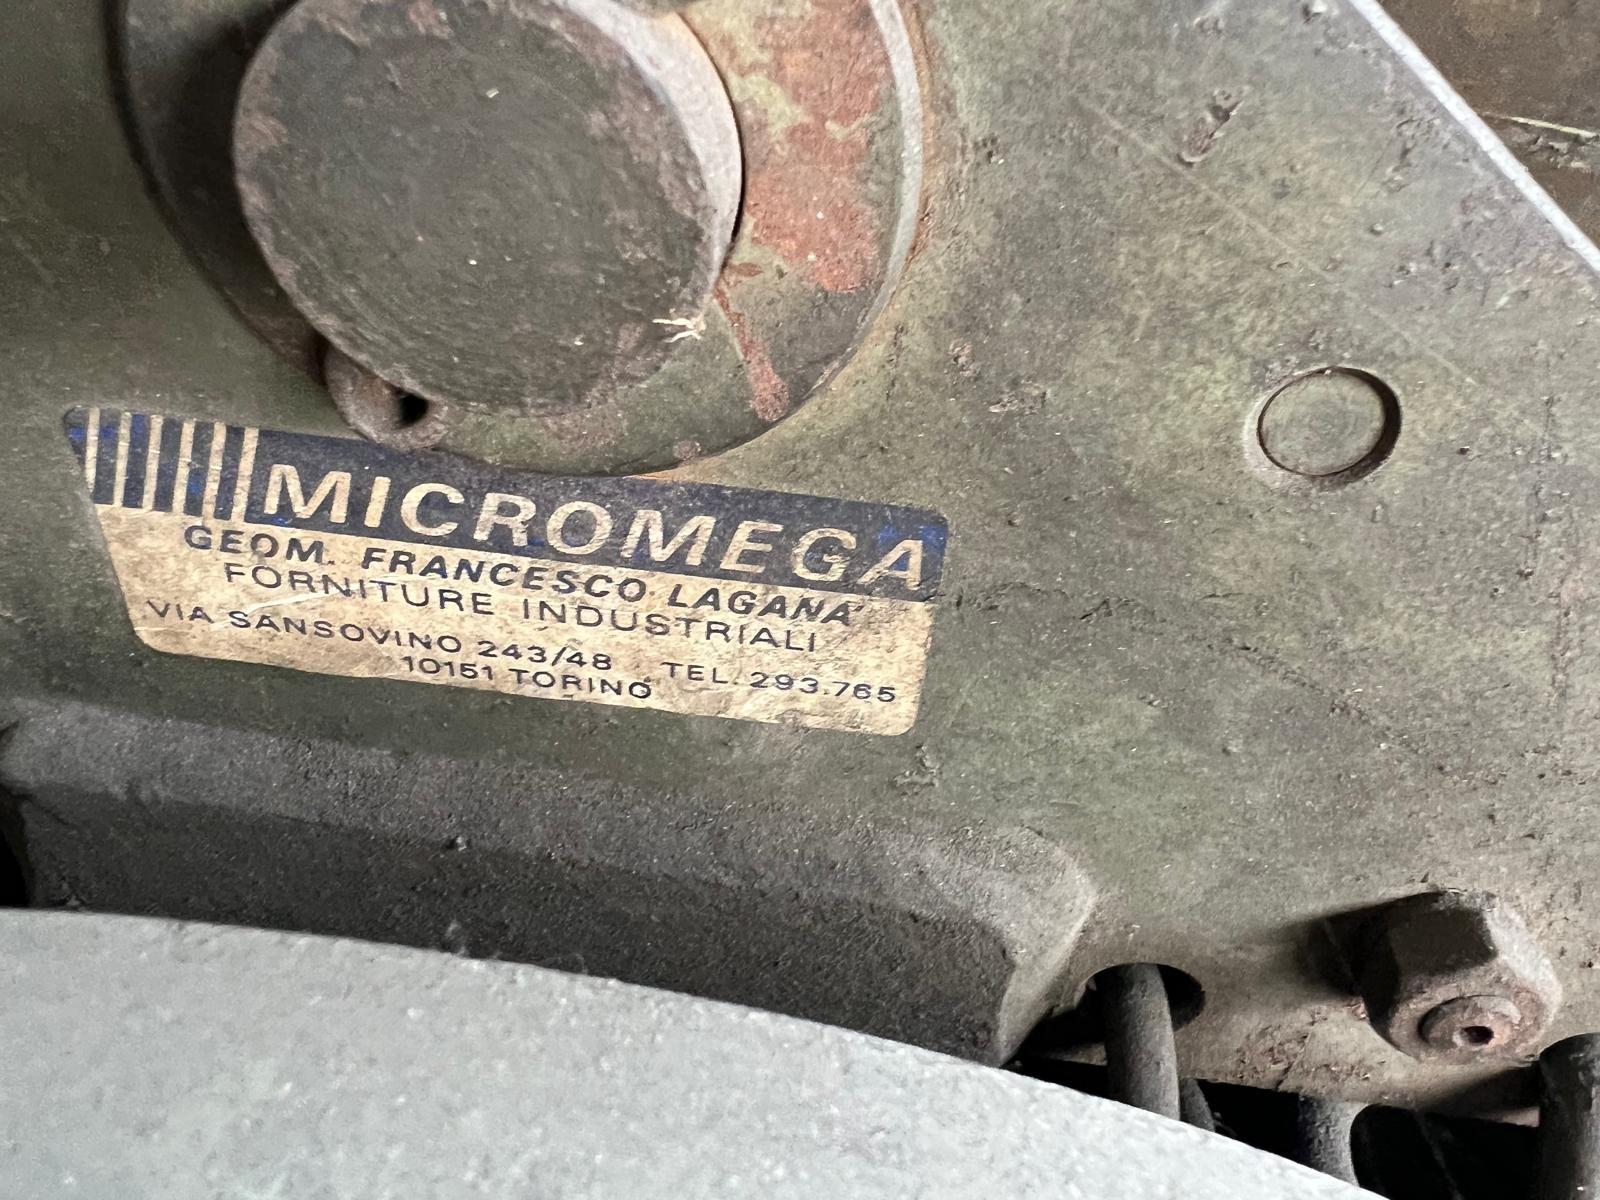 MICROMEGA
GEOM. FRANCESCO LAGANA'
FORNITURE INDUSTRIALI
VIA SANSOVINO 243/48 TEL. 293.765
10151 TORINO